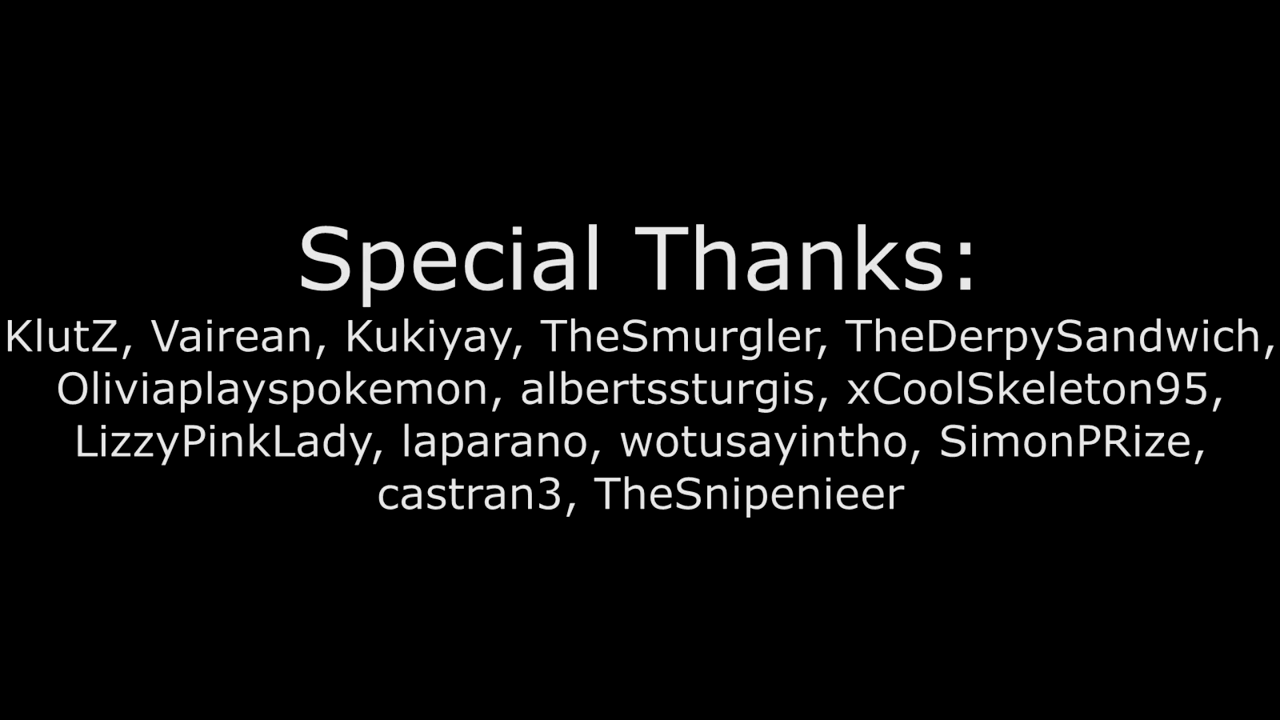 Special Thanks:
KlutZ, Vairean, Kukiyay, TheSmurgler, TheDerpySandwich,
Oliviaplayspokemon, albertssturgis, xCoolSkeleton95,
LizzyPinkLady, laparano, wotusayintho, SimonPRize,
castran3, TheSnipenieer